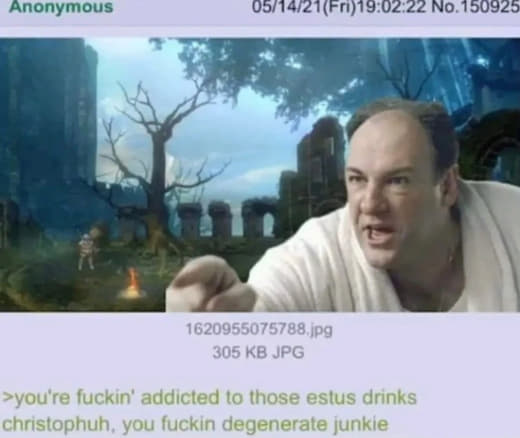 Anonymous 05/14/21(Fri)19:02:22 No.150925
1620955075788.jpg
305 KB JPG
>you're fuckin' addicted to those estus drinks
christophuh, you fuckin degenerate junkie